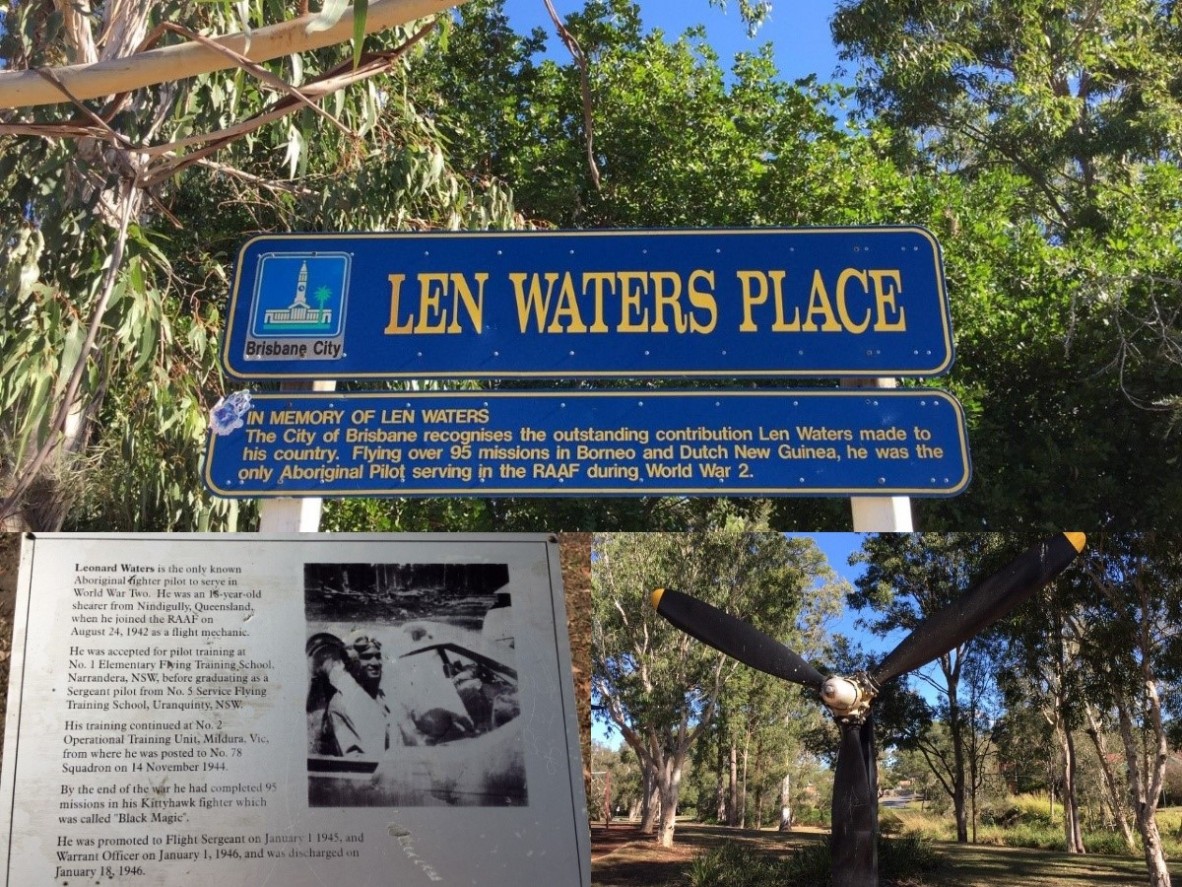 LEN WATERS PLACE
Brisbane City
IN MEMORY OF LEN WATERS
The City of Brisbane recognises the outstanding contribution Len Waters made to
his country. Flying over 95 missions in Borneo and Dutch New Guinea, he was the
only Aboriginal Pilot serving in the RAAF during World War 2.
Leonard Waters is the only known
Aboriginal fighter pilot to serve in
World War Two. He was an 18-year-old
shearer from Nindigully, Queensland,
when he joined the RAAF on
August 24, 1942 as a flight mechanic.
He was accepted for pilot training at
No. 1 Elementary Flying Training School,
Narrandera, NSW, before graduating as a
Sergeant pilot from No. 5 Service Flying
Training School, Uranquinty, NSW.
His training continued at No. 2
Operational Training Unit, Mildura, Vic,
from where he was posted to No. 78
Squadron on 14 November 1944.
By the end of the war he had completed 95
missions in his Kittyhawk fighter which
was called "Black Magic".
He was promoted to Flight Sergeant on January 1 1945, and
Warrant Officer on January 1, 1946, and was discharged on
January 18, 1946.